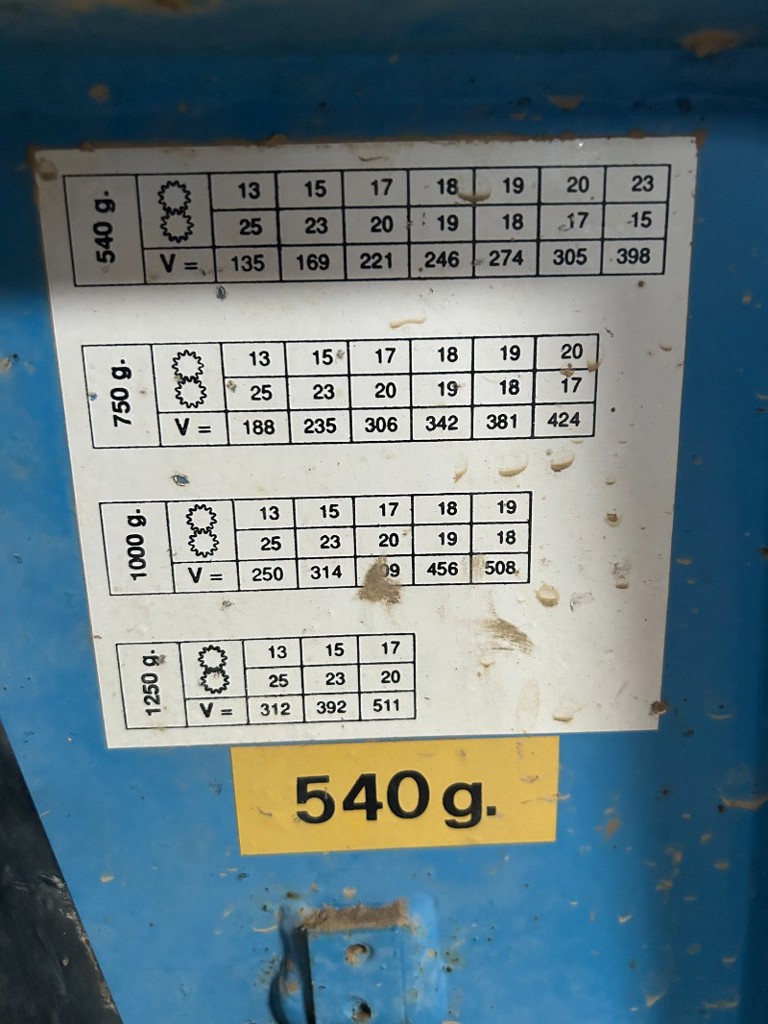 540 g.
13 15 17 18 19 20 23
25 23 20 19 18 17 15
V = 135 169 221 246 274 305 398
750 g.
13 15 17 18 19 20
25 23 20 19 18 17
V = 188 235 306 342 381 424
1000 g.
13 15 17 18 19
25 23 20 19 18
V = 250 314 456 508
1250 g.
13 15 17
25 23 20
V = 312 392 511
540 g.